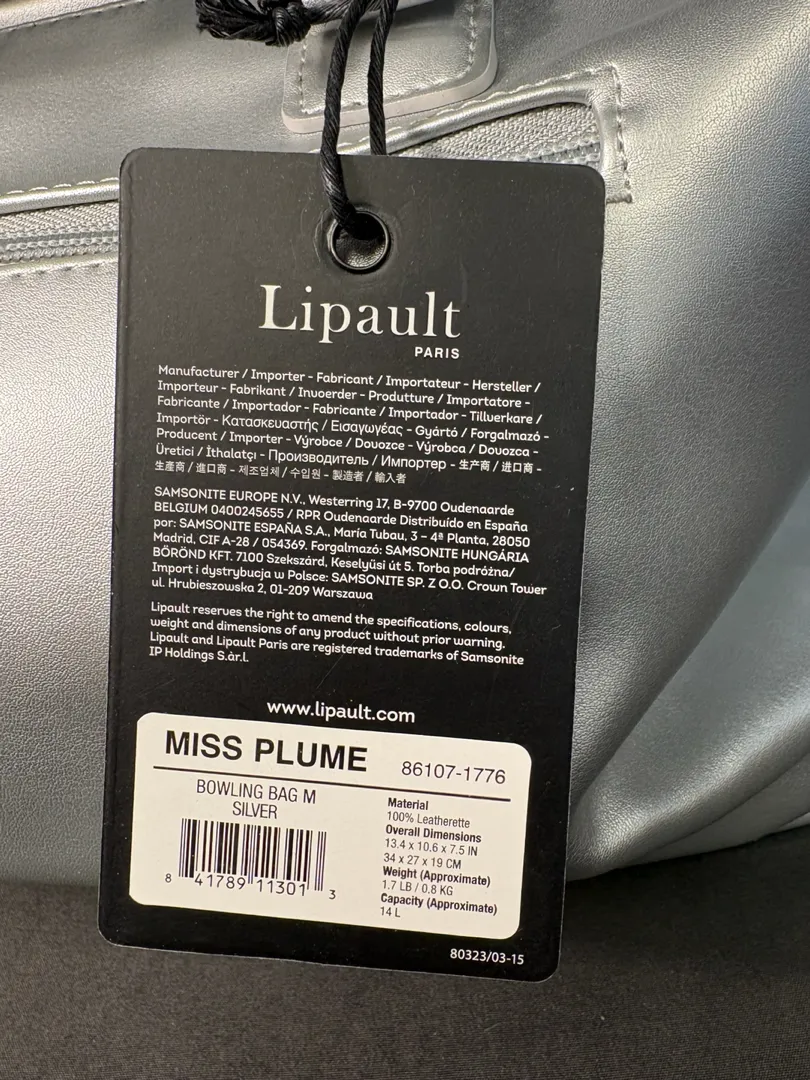 Lipault
PARIS
Manufacturer / Importer - Fabricant / Importateur - Hersteller /
Importeur - Fabrikant / Invoerder - Produtture / Importatore -
Fabricante / Importador - Fabricante / Importador - Tillverkare /
Importör - Κατασκευαστής / Εισαγωγέας - Gyártó / Forgalmazó -
Producent / Importer - Výrobce / Dovozce - Výrobca / Dovozca -
Üretici / İthalatçı - Производитель / Импортер - 生产商 / 进口商 -
生產商 / 進口商 - 제조업체 / 수입원 - 製造者 / 輸入者
SAMSONITE EUROPE N.V., Westerring 17, B-9700 Oudenaarde
BELGIUM 0400245655 / RPR Oudenaarde Distribuído en España
por: SAMSONITE ESPAÑA S.A., María Tubau, 3 – 4ª Planta, 28050
Madrid, CIF A-28 / 054369. Forgalmazó: SAMSONITE HUNGÁRIA
BŐRÖND KFT. 7100 Szekszárd, Keselyűsi út 5. Torba podróżna/
Import i dystrybucja w Polsce: SAMSONITE SP. Z O.O. Crown Tower
ul. Hrubieszowska 2, 01-209 Warszawa
Lipault reserves the right to amend the specifications, colours,
weight and dimensions of any product without prior warning.
Lipault and Lipault Paris are registered trademarks of Samsonite
IP Holdings S.àr.l.
www.lipault.com
MISS PLUME 86107-1776
BOWLING BAG M
SILVER
8 41789 11301 3
Material
100% Leatherette
Overall Dimensions
13.4 x 10.6 x 7.5 IN
34 x 27 x 19 CM
Weight (Approximate)
1.7 LB / 0.8 KG
Capacity (Approximate)
14 L
80323/03-15